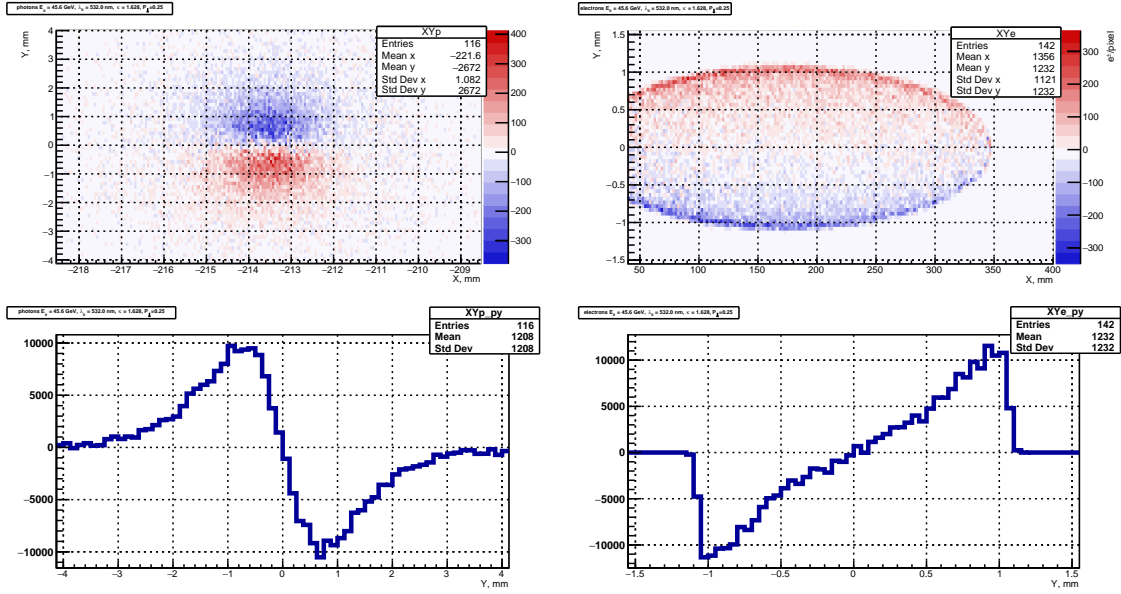 photons E₀ = 45.6 GeV, λ₀ = 532.0 nm, κ = 1.628, P⊥=0.25
XYp
Entries 116
Mean x −221.6
Mean y −2672
Std Dev x 1.082
Std Dev y 2672
Y, mm
4
3
2
1
0
−1
−2
−3
−4
−218 −217 −216 −215 −214 −213 −212 −211 −210 −209
X, mm
400
300
200
100
0
−100
−200
−300
electrons E₀ = 45.6 GeV, λ₀ = 532.0 nm, κ = 1.628, P⊥=0.25
XYe
Entries 142
Mean x 1356
Mean y 1232
Std Dev x 1121
Std Dev y 1232
Y, mm
1.5
1
0.5
0
−0.5
−1
−1.5
50 100 150 200 250 300 350 400
X, mm
e±/pixel
300
200
100
0
−100
−200
−300
photons E₀ = 45.6 GeV, λ₀ = 532.0 nm, κ = 1.628, P⊥=0.25
XYp_py
Entries 116
Mean 1208
Std Dev 1208
10000
5000
0
−5000
−10000
−4 −3 −2 −1 0 1 2 3 4
Y, mm
electrons E₀ = 45.6 GeV, λ₀ = 532.0 nm, κ = 1.628, P⊥=0.25
XYe_py
Entries 142
Mean 1232
Std Dev 1232
10000
5000
0
−5000
−10000
−1.5 −1 −0.5 0 0.5 1 1.5
Y, mm